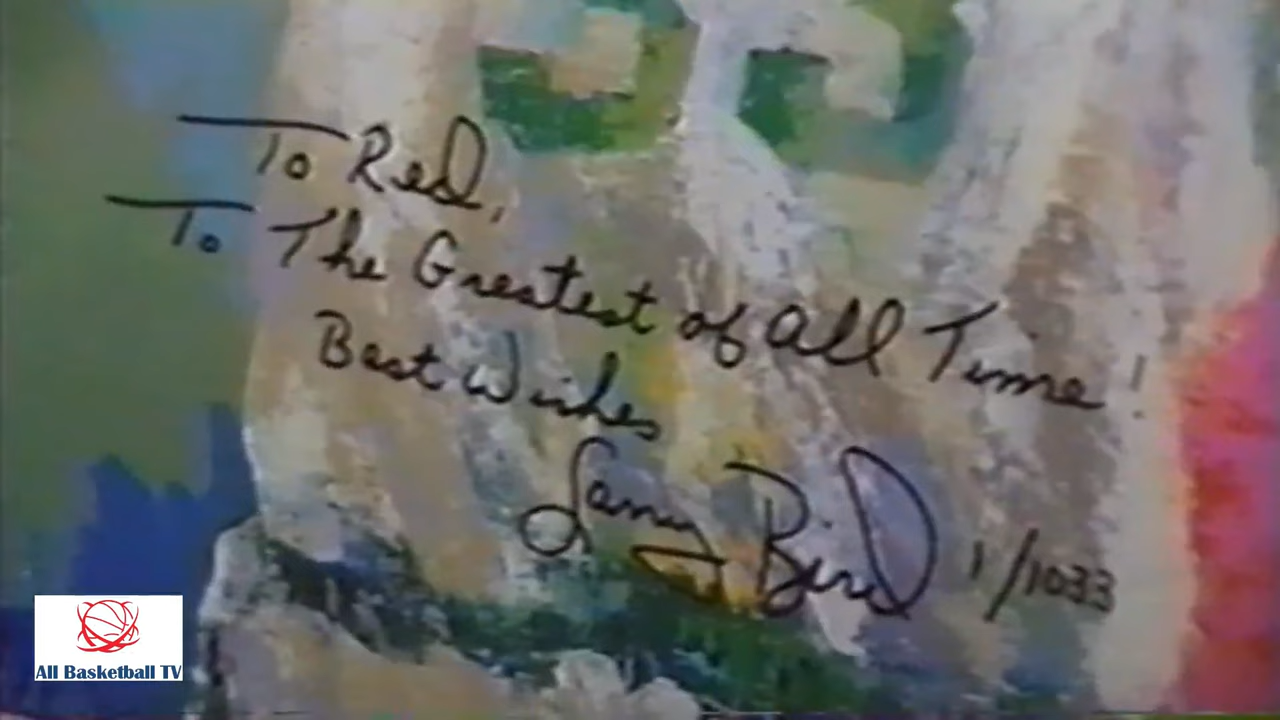 To Red,
To The Greatest of All Time!
Best Wishes
Larry Bird 1/1033
All Basketball TV